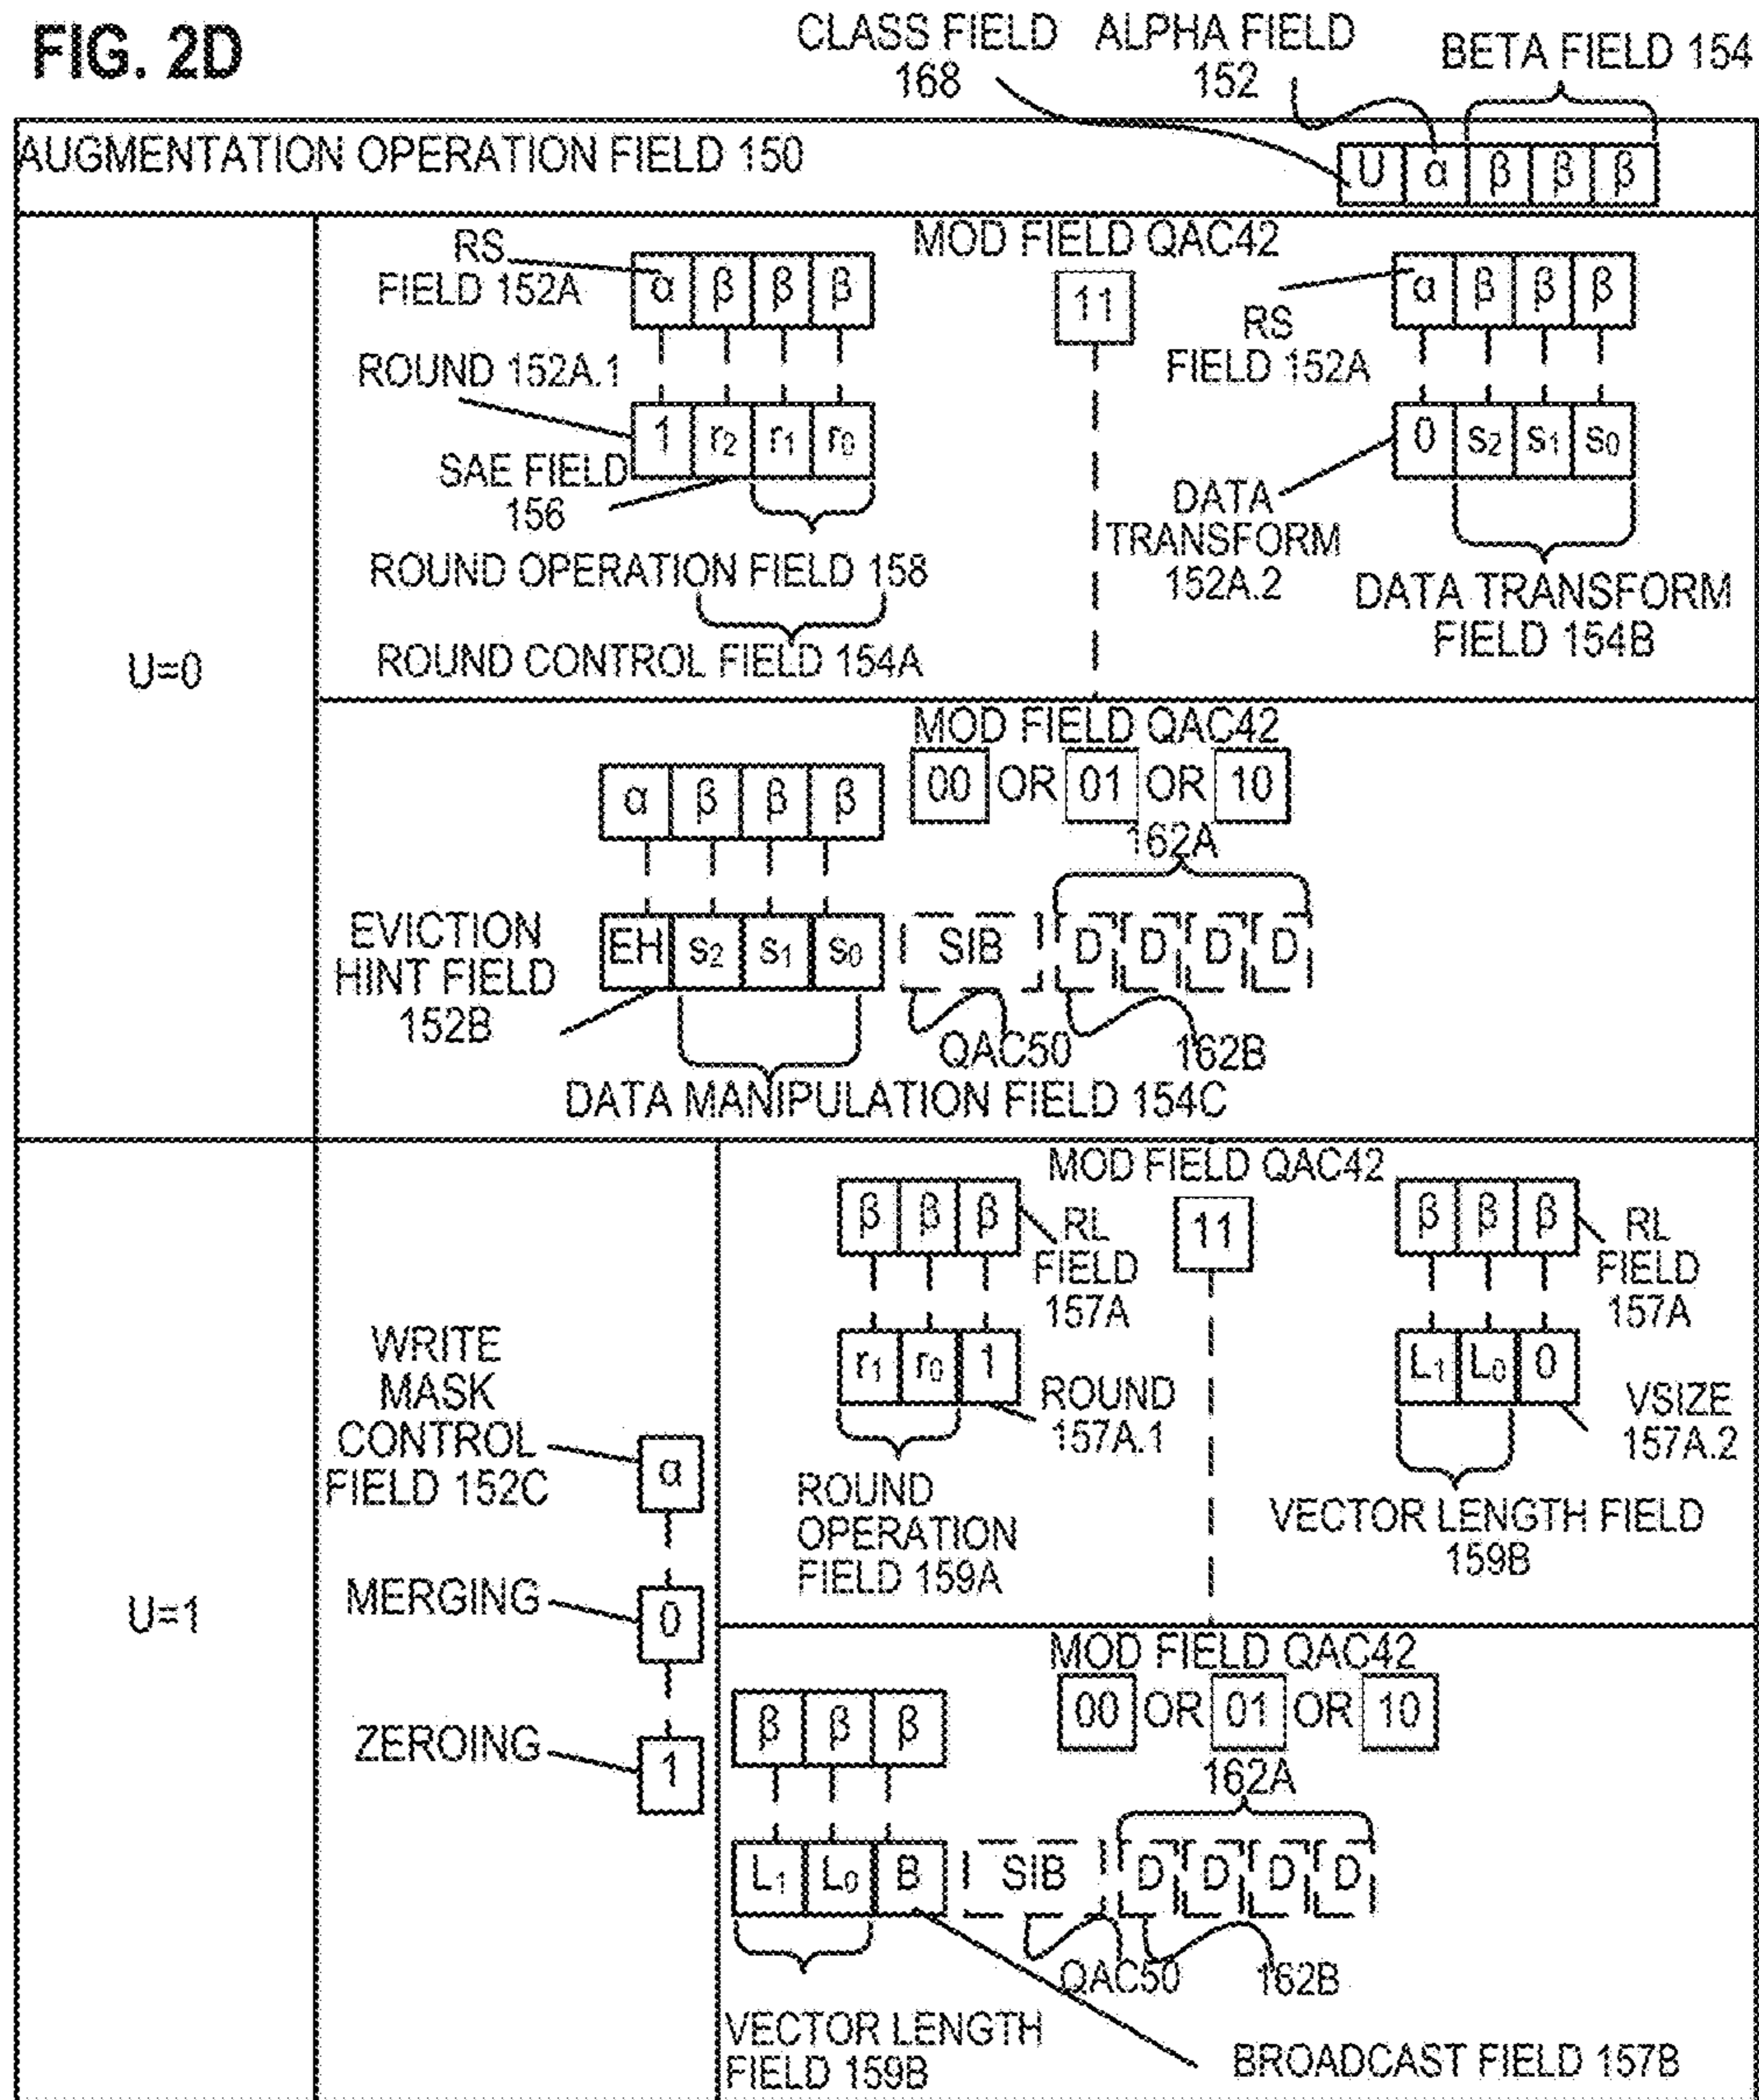 FIG. 2D
CLASS FIELD
168
ALPHA FIELD
152
BETA FIELD 154
AUGMENTATION OPERATION FIELD 150
U α β β β
U=0
MOD FIELD QAC42
11
RS
FIELD 152A
α β β β
ROUND 152A.1
1 r2 r1 r0
SAE FIELD
156
ROUND OPERATION FIELD 158
ROUND CONTROL FIELD 154A
α β β β
RS
FIELD 152A
0 s2 s1 s0
DATA
TRANSFORM
152A.2
DATA TRANSFORM
FIELD 154B
MOD FIELD QAC42
00 OR 01 OR 10
α β β β
162A
EVICTION
HINT FIELD
152B
EH s2 s1 s0 SIB D D D D
QAC50
162B
DATA MANIPULATION FIELD 154C
U=1
WRITE
MASK
CONTROL
FIELD 152C
α
MERGING
0
ZEROING
1
MOD FIELD QAC42
11
β β β
RL
FIELD
157A
r1 r0 1
ROUND
157A.1
ROUND
OPERATION
FIELD 159A
β β β
RL
FIELD
157A
L1 L0 0
VSIZE
157A.2
VECTOR LENGTH FIELD
159B
MOD FIELD QAC42
00 OR 01 OR 10
β β β
162A
L1 L0 B SIB D D D D
QAC50
162B
VECTOR LENGTH
FIELD 159B
BROADCAST FIELD 157B